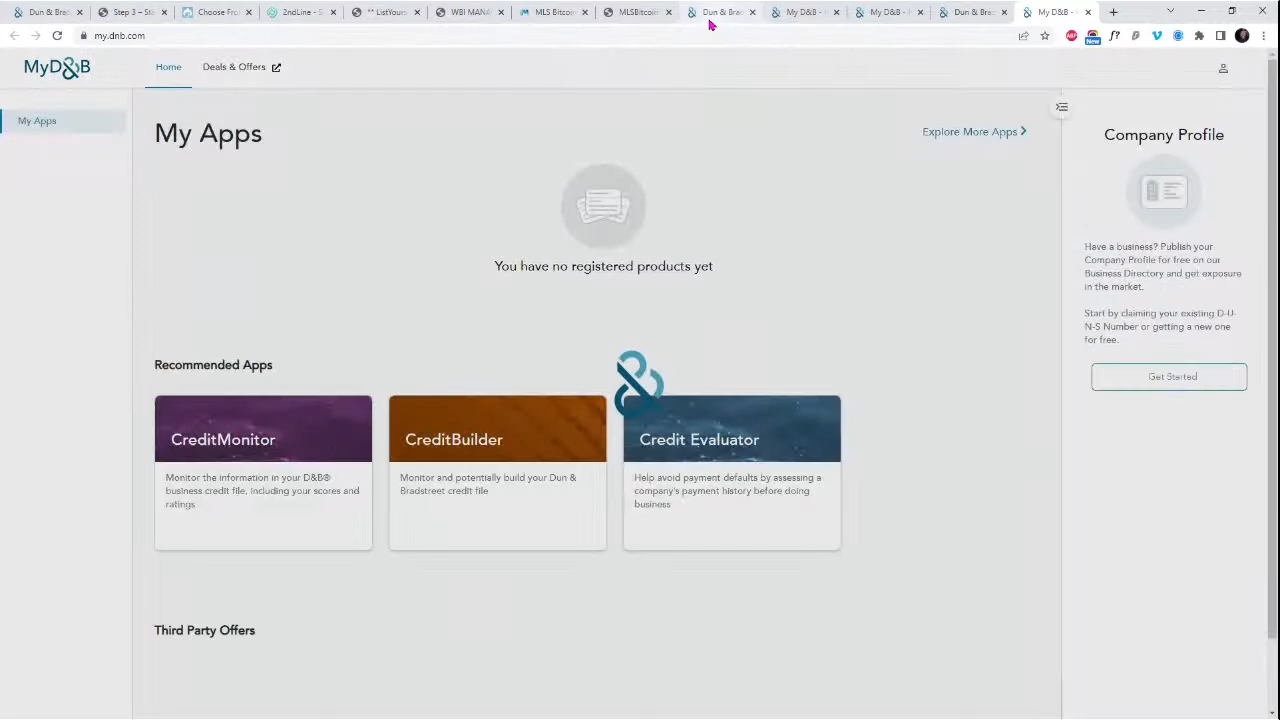 Dun & Brad
Step 3 – St
Choose Fro
2ndLine - S
** ListYours
WBI MANA
MLS Bitcoin
MLSBitcoin
Dun & Brad
My D&B -
My D&B -
Dun & Brad
My D&B -
my.dnb.com
ABP
New
f?
MyD&B
Home
Deals & Offers
My Apps
My Apps
Explore More Apps
You have no registered products yet
Recommended Apps
CreditMonitor
Monitor the information in your D&B®
business credit file, including your scores and
ratings
CreditBuilder
Monitor and potentially build your Dun &
Bradstreet credit file
Credit Evaluator
Help avoid payment defaults by assessing a
company's payment history before doing
business
Third Party Offers
Company Profile
Have a business? Publish your
Company Profile for free on our
Business Directory and get exposure
in the market.
Start by claiming your existing D-U-
N-S Number or getting a new one
for free.
Get Started